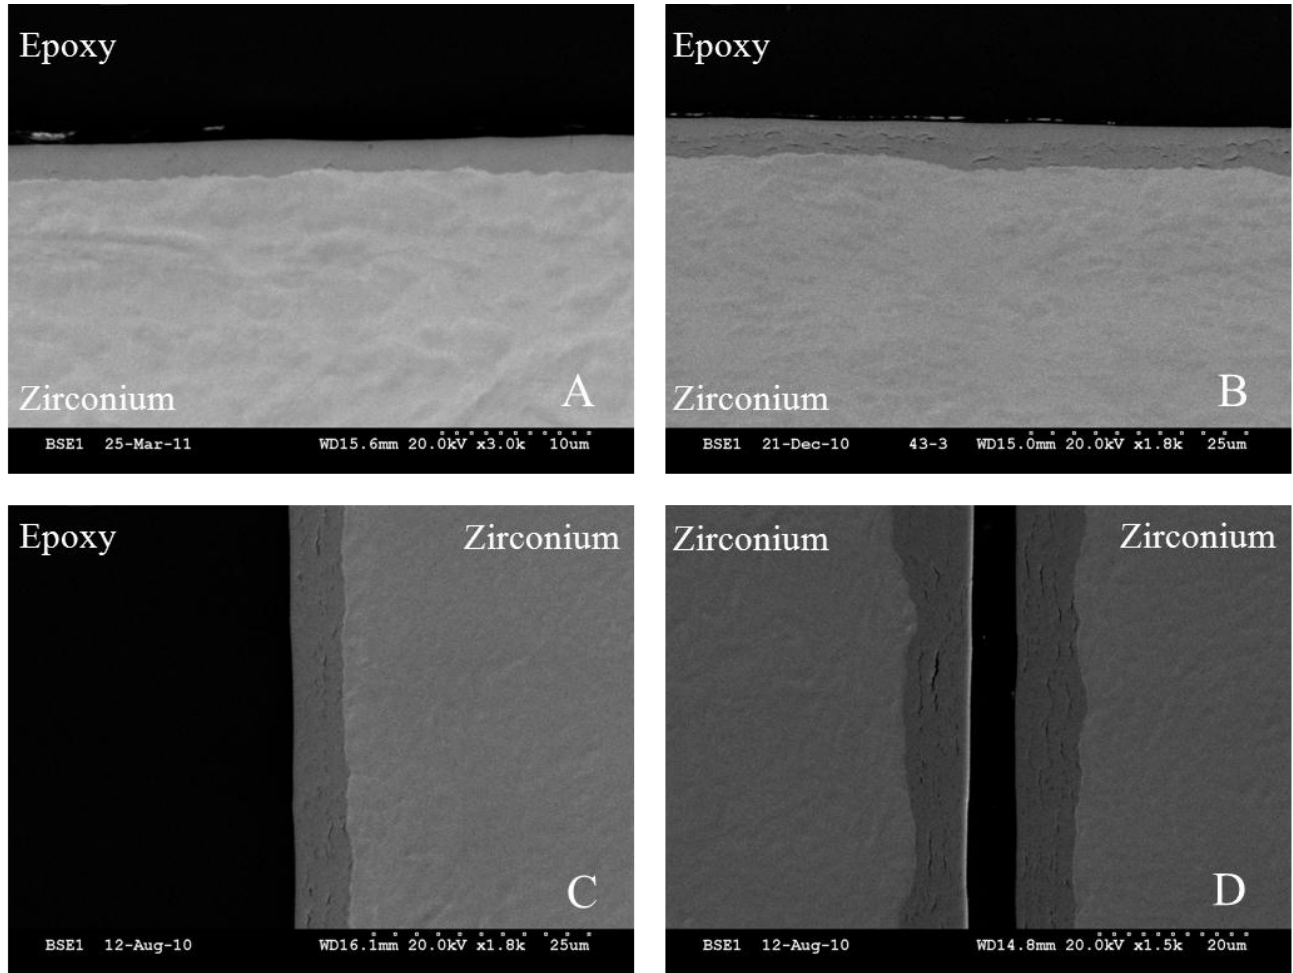 Epoxy
Zirconium
A
BSE1 25-Mar-11 WD15.6mm 20.0kV x3.0k 10um
Epoxy
Zirconium
B
BSE1 21-Dec-10 43-3 WD15.0mm 20.0kV x1.8k 25um
Epoxy Zirconium
C
BSE1 12-Aug-10 WD16.1mm 20.0kV x1.8k 25um
Zirconium Zirconium
D
BSE1 12-Aug-10 WD14.8mm 20.0kV x1.5k 20um